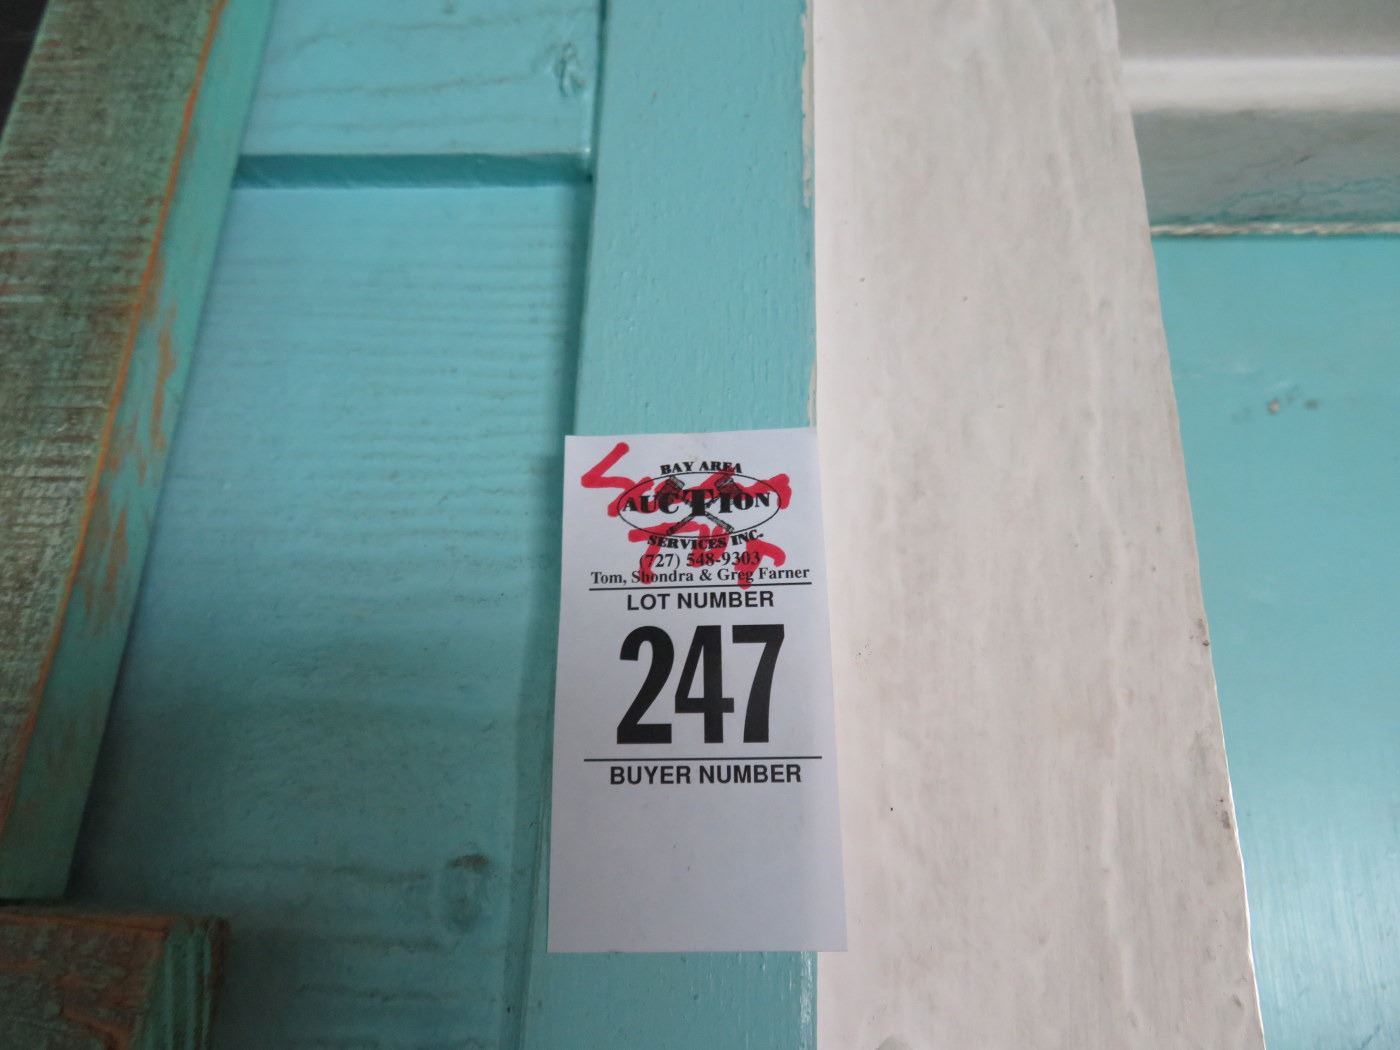 BAY AREA
AUCTION
SERVICES INC.
(727) 548-9303
Tom, Shondra & Greg Farner
LOT NUMBER
247
BUYER NUMBER